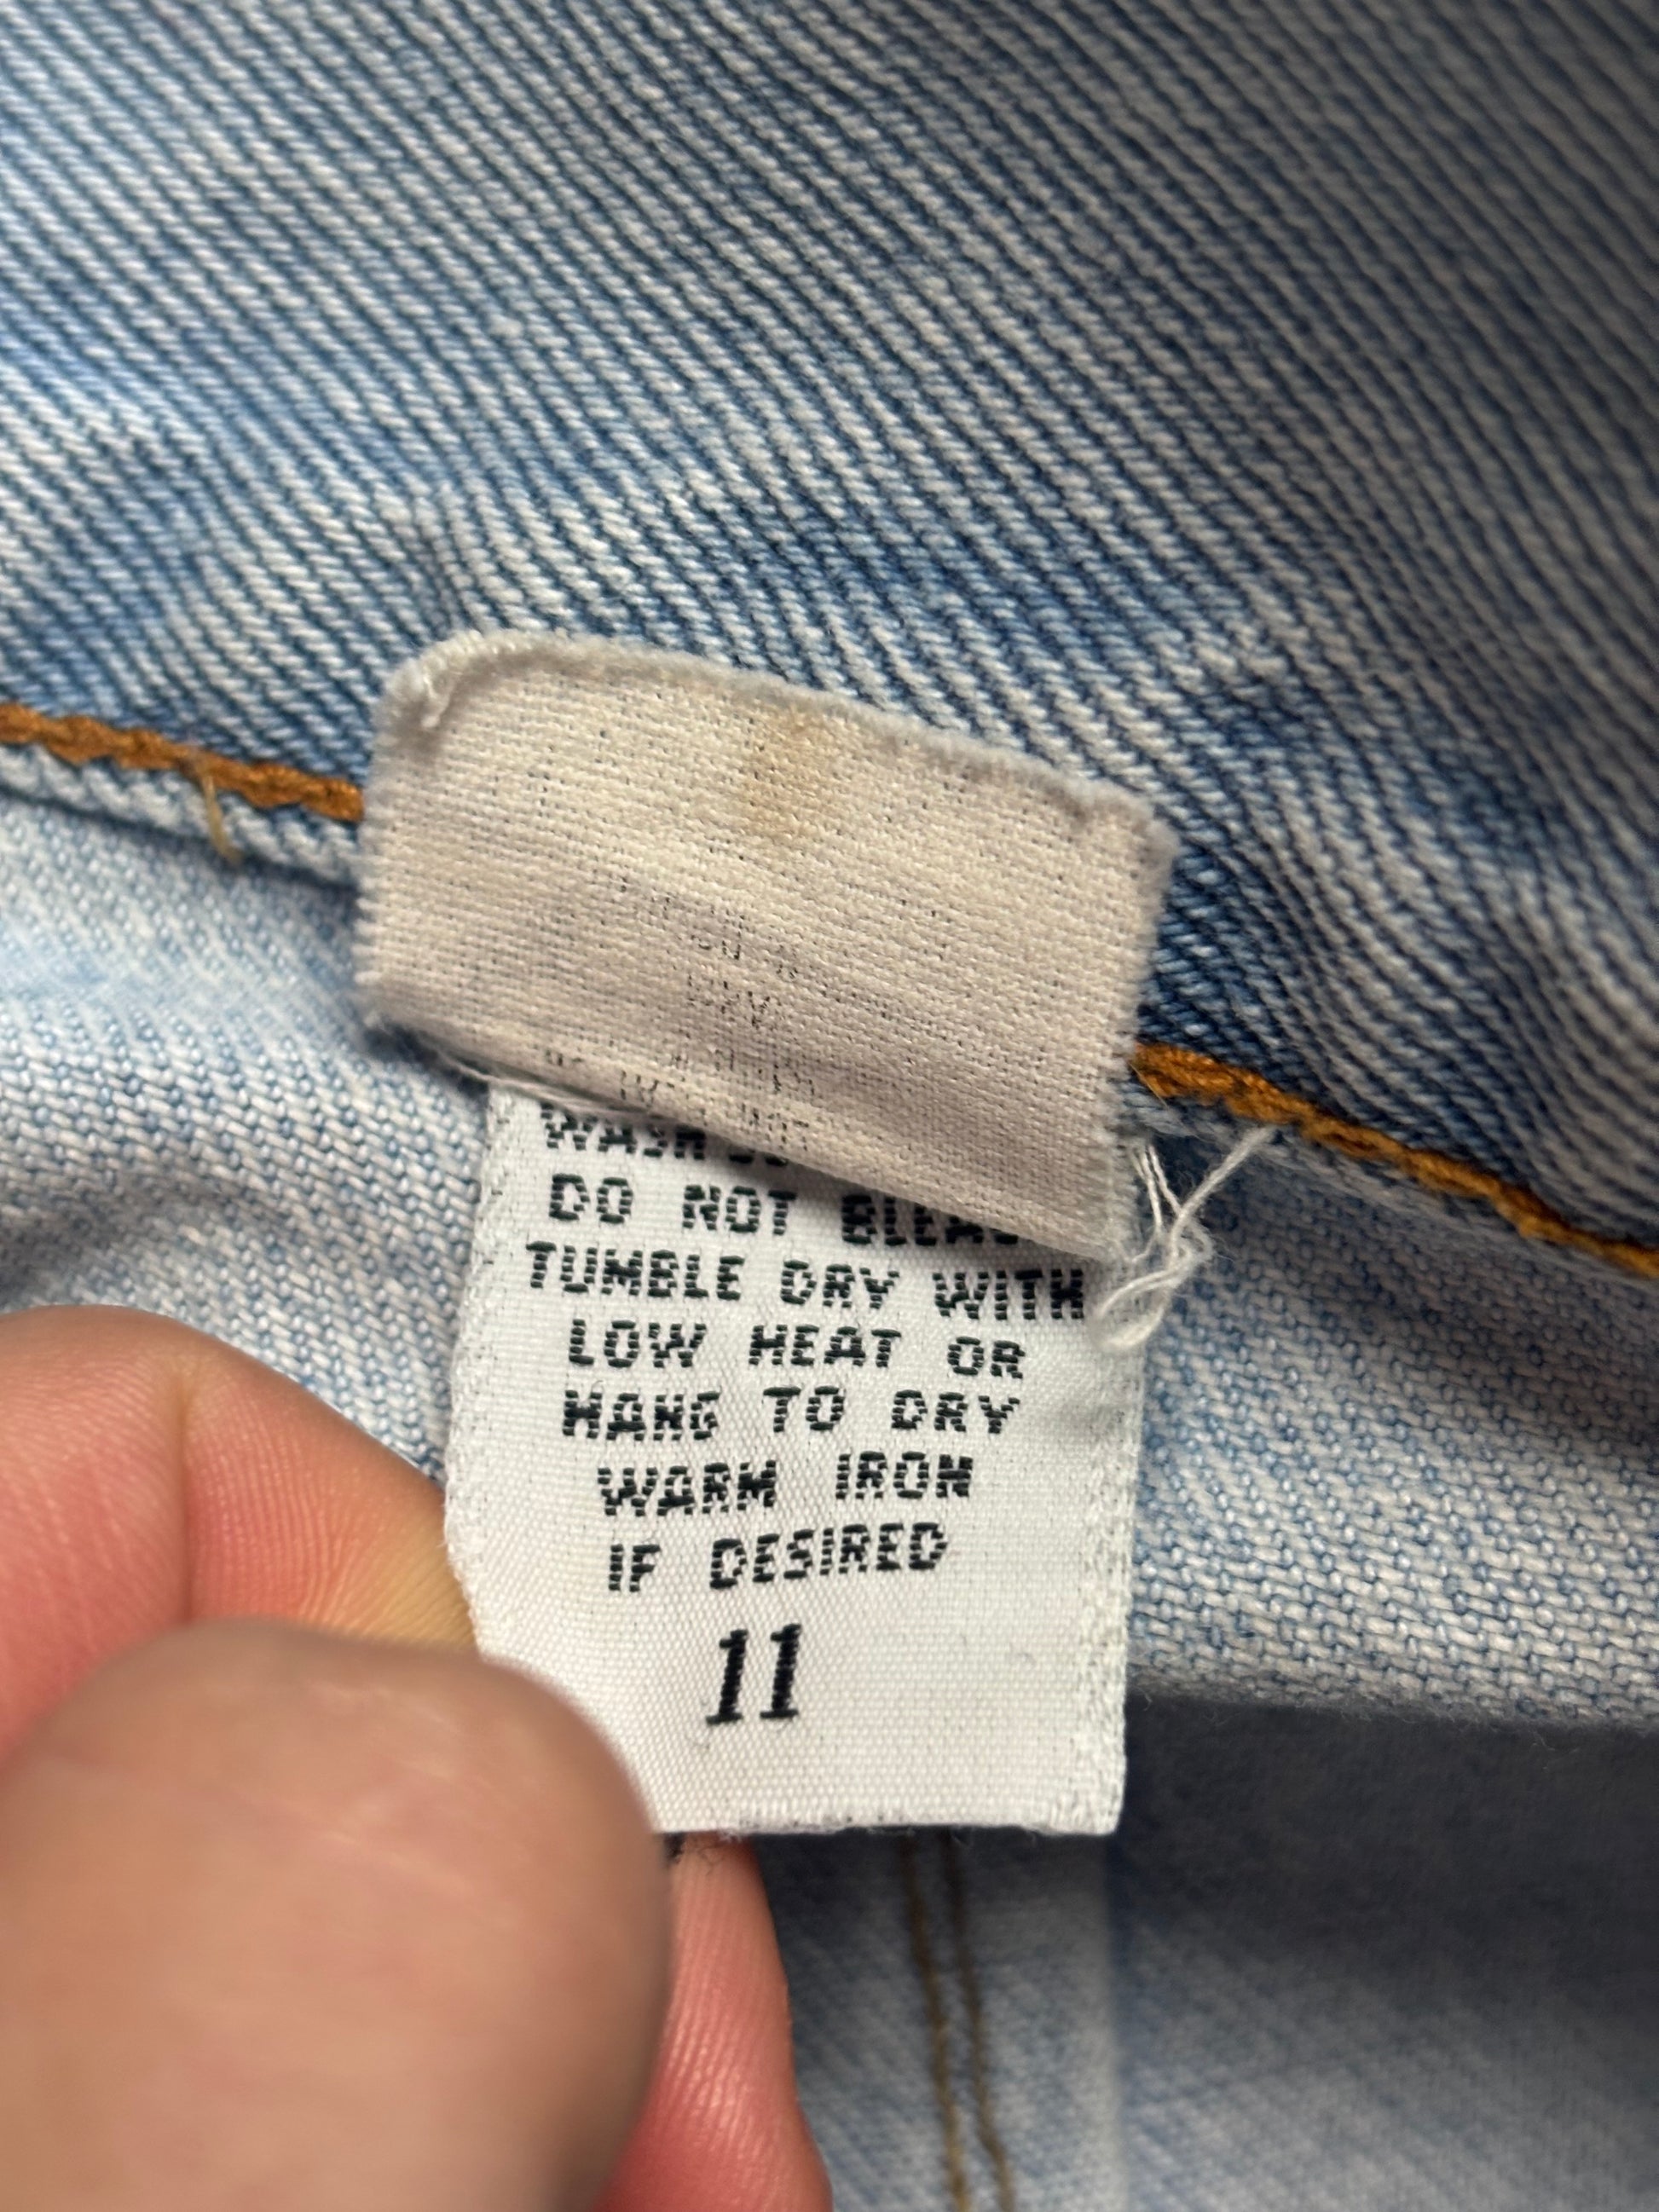 DO NOT
TUMBLE DRY WITH
LOW HEAT OR
HANG TO DRY
WARM IRON
IF DESIRED
11